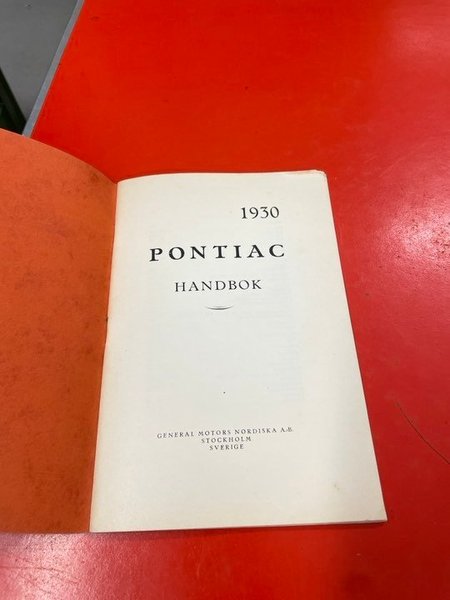 1930
PONTIAC
HANDBOK
GENERAL MOTORS NORDISKA A.-B.
STOCKHOLM
SVERIGE